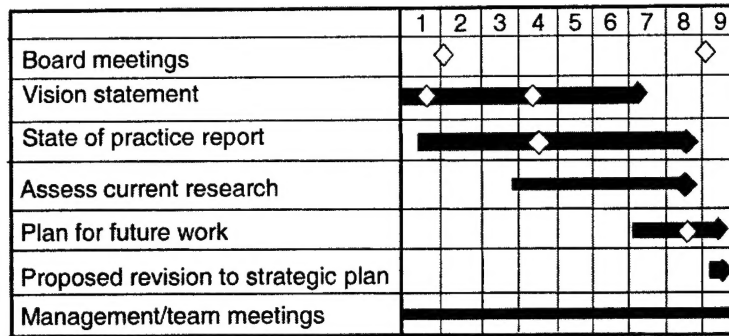 1 2 3 4 5 6 7 8 9
Board meetings
Vision statement
State of practice report
Assess current research
Plan for future work
Proposed revision to strategic plan
Management/team meetings